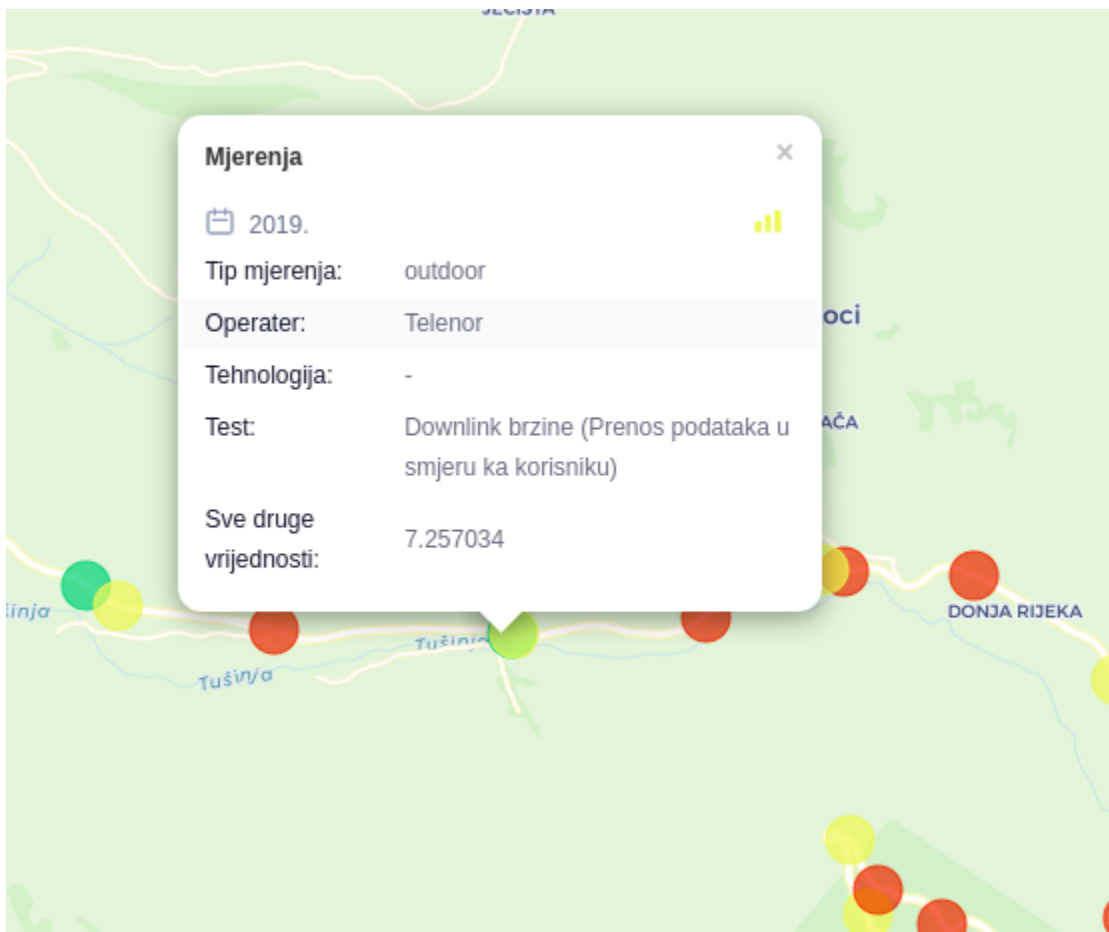 Mjerenja
×
2019.
Tip mjerenja: outdoor
Operater: Telenor
Tehnologija: -
Test: Downlink brzine (Prenos podataka u
smjeru ka korisniku)
Sve druge
vrijednosti: 7.257034
DONJA RIJEKA
Tušinja